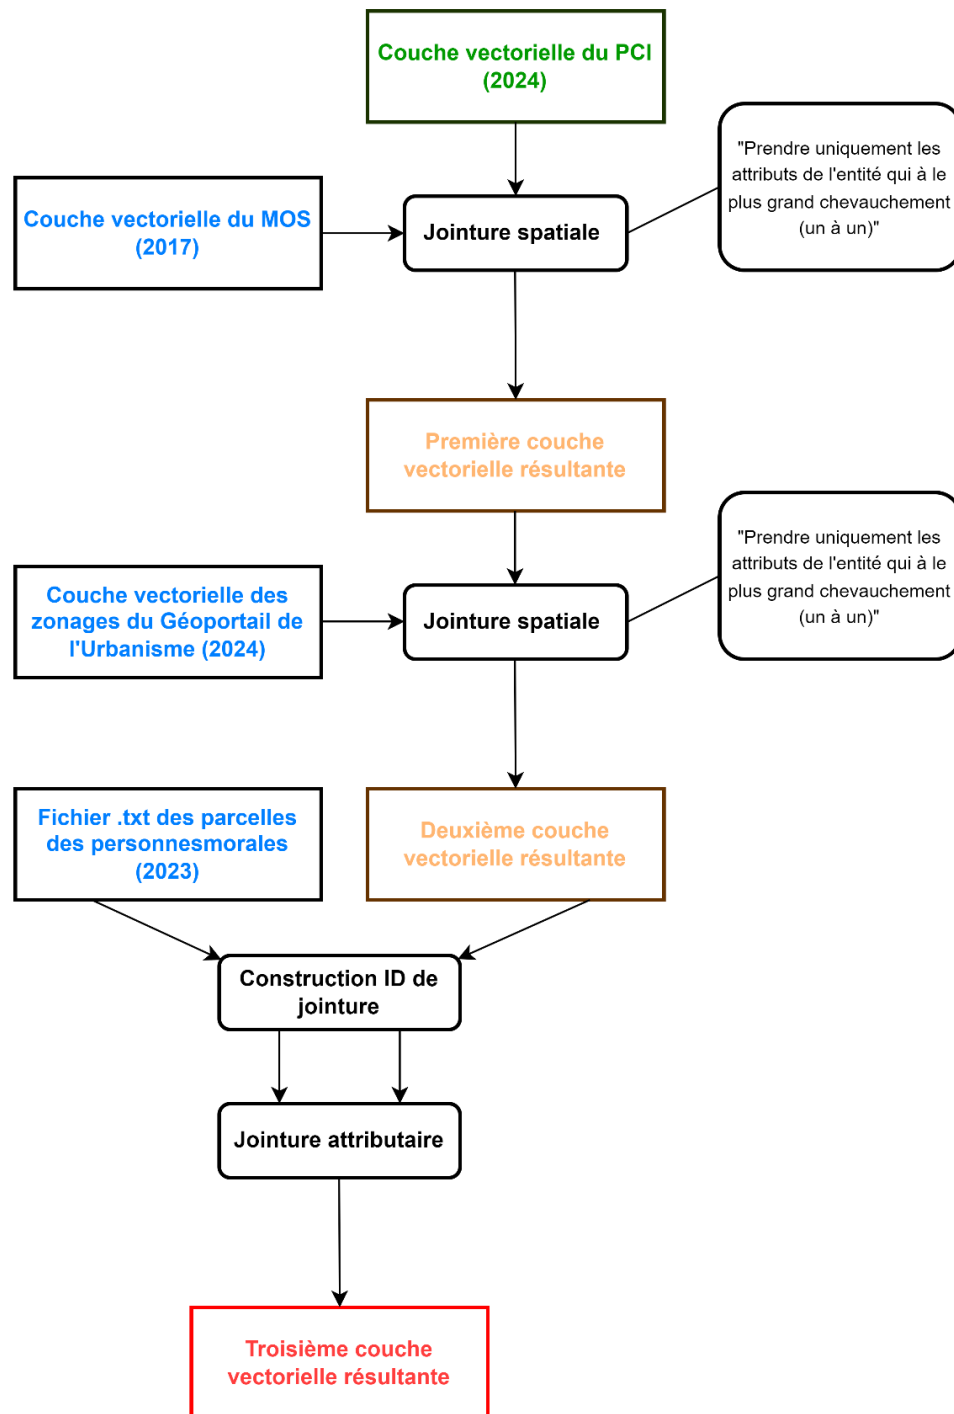 Couche vectorielle du PCI
(2024)
"Prendre uniquement les
attributs de l'entité qui à le
plus grand chevauchement
(un à un)"
Couche vectorielle du MOS
(2017)
Jointure spatiale
Première couche
vectorielle résultante
"Prendre uniquement les
attributs de l'entité qui à le
plus grand chevauchement
(un à un)"
Couche vectorielle des
zonages du Géoportail de
l'Urbanisme (2024)
Jointure spatiale
Fichier .txt des parcelles
des personnesmorales
(2023)
Deuxième couche
vectorielle résultante
Construction ID de
jointure
Jointure attributaire
Troisième couche
vectorielle résultante